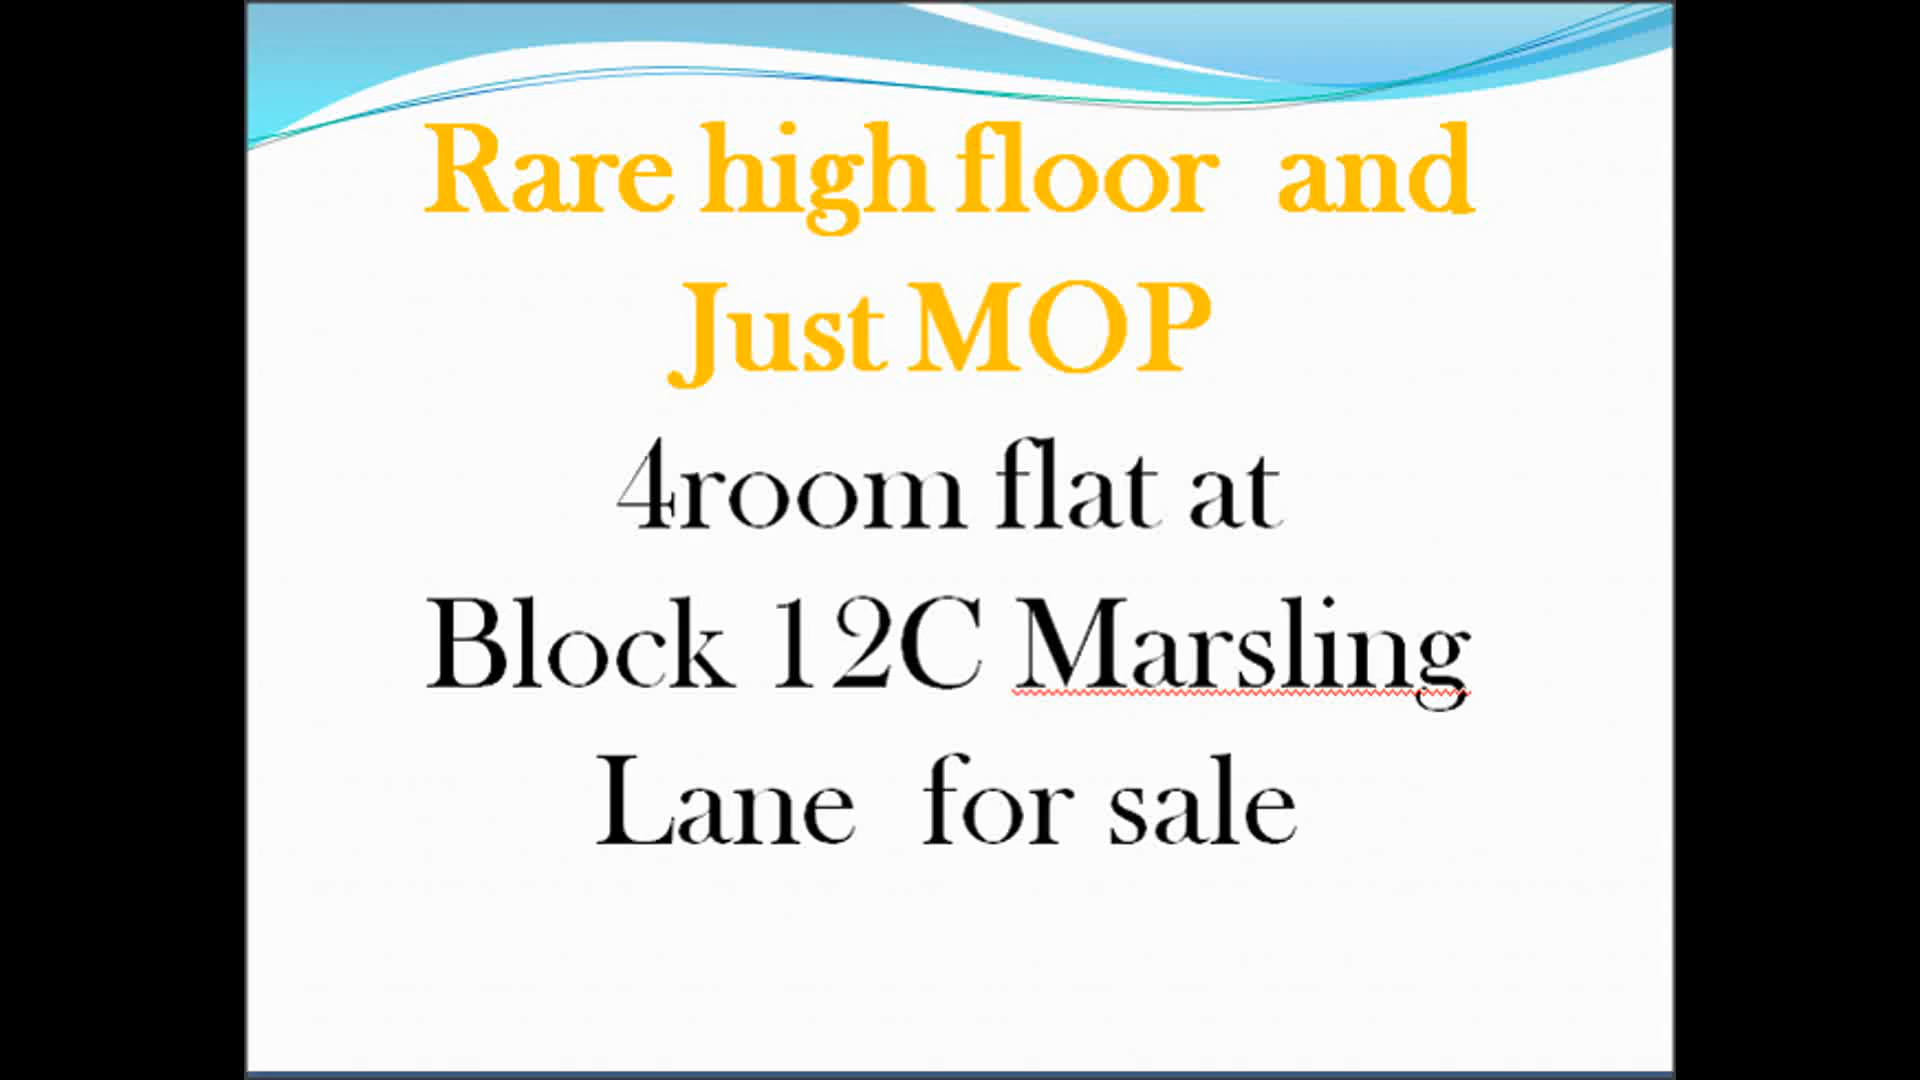 Rare high floor and
Just MOP
4room flat at
Block 12C Marsling
Lane for sale